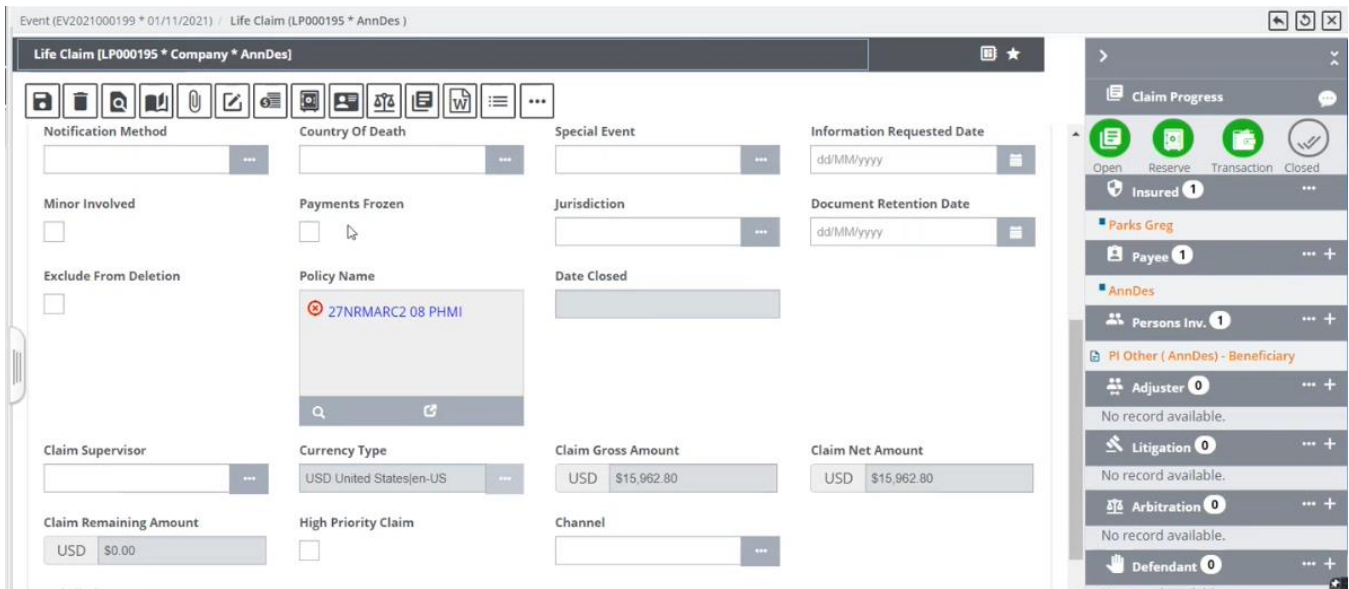 Event (EV2021000199 * 01/11/2021) / Life Claim (LP000195 * AnnDes )
Life Claim [LP000195 * Company * AnnDes]
W
Notification Method Country Of Death Special Event Information Requested Date
dd/MM/yyyy
Minor Involved Payments Frozen Jurisdiction Document Retention Date
dd/MM/yyyy
Exclude From Deletion Policy Name Date Closed
27NRMARC2 08 PHMI
Claim Supervisor Currency Type Claim Gross Amount Claim Net Amount
USD United States|en-US USD $15,962.80 USD $15,962.80
Claim Remaining Amount High Priority Claim Channel
USD $0.00
Claim Progress
Open Reserve Transaction Closed
Insured 1
Parks Greg
Payee 1
AnnDes
Persons Inv. 1
PI Other ( AnnDes) - Beneficiary
Adjuster 0
No record available.
Litigation 0
No record available.
Arbitration 0
No record available.
Defendant 0